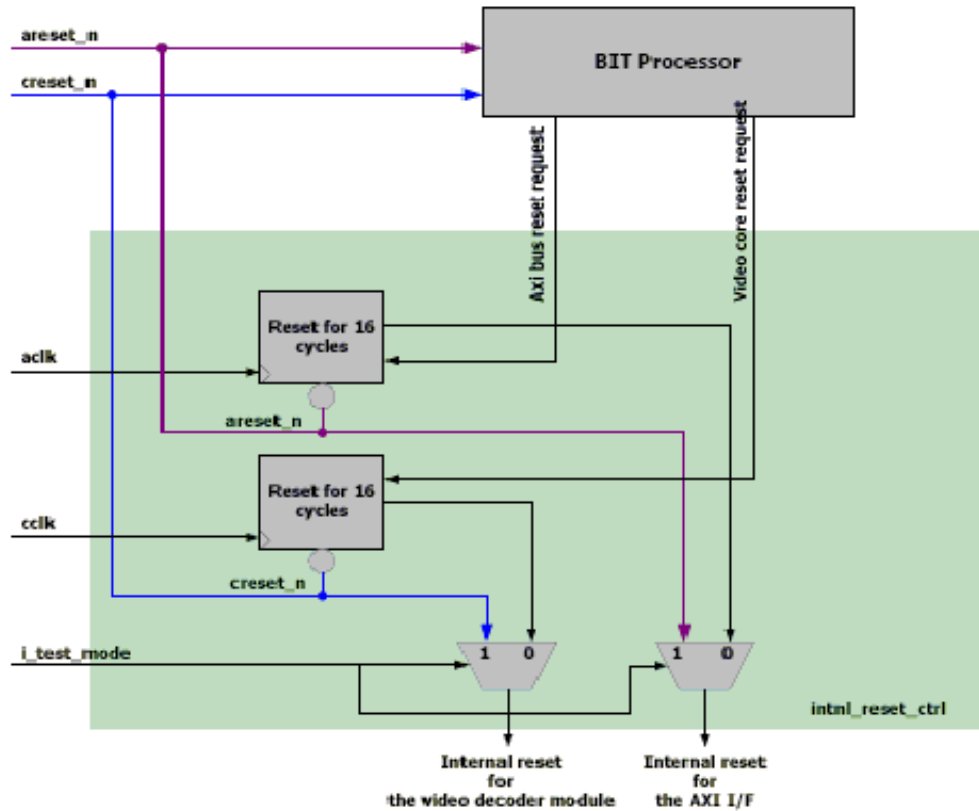 areset_n
BIT Processor
creset_n
Axi bus reset request
Video core reset request
Reset for 16
cycles
aclk
areset_n
Reset for 16
cycles
cclk
creset_n
i_test_mode
1 0
1 0
intnl_reset_ctrl
Internal reset
for
the video decoder module
Internal reset
for
the AXI I/F